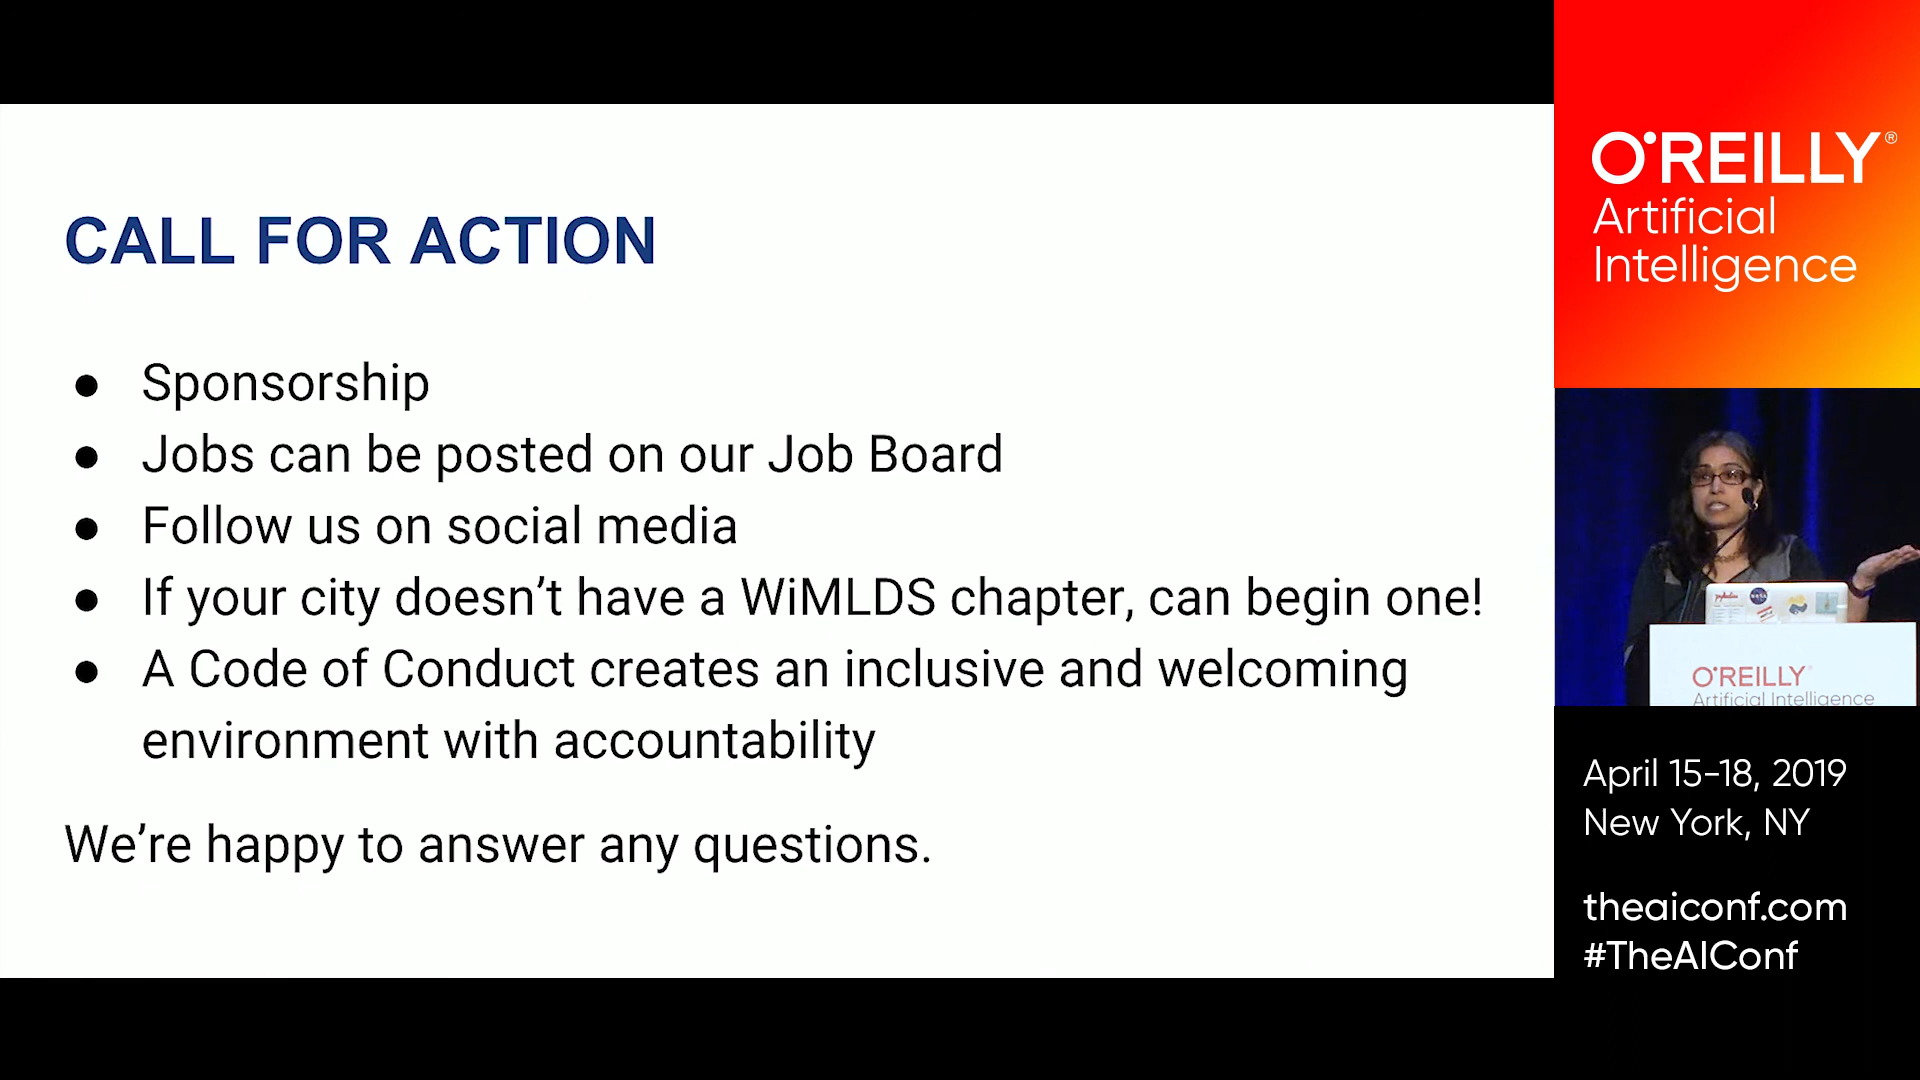 CALL FOR ACTION
● Sponsorship
● Jobs can be posted on our Job Board
● Follow us on social media
● If your city doesn’t have a WiMLDS chapter, can begin one!
● A Code of Conduct creates an inclusive and welcoming
environment with accountability
We’re happy to answer any questions.
O'REILLY®
Artificial
Intelligence
O'REILLY
Artificial Intelligence
April 15-18, 2019
New York, NY
theaiconf.com
#TheAIConf